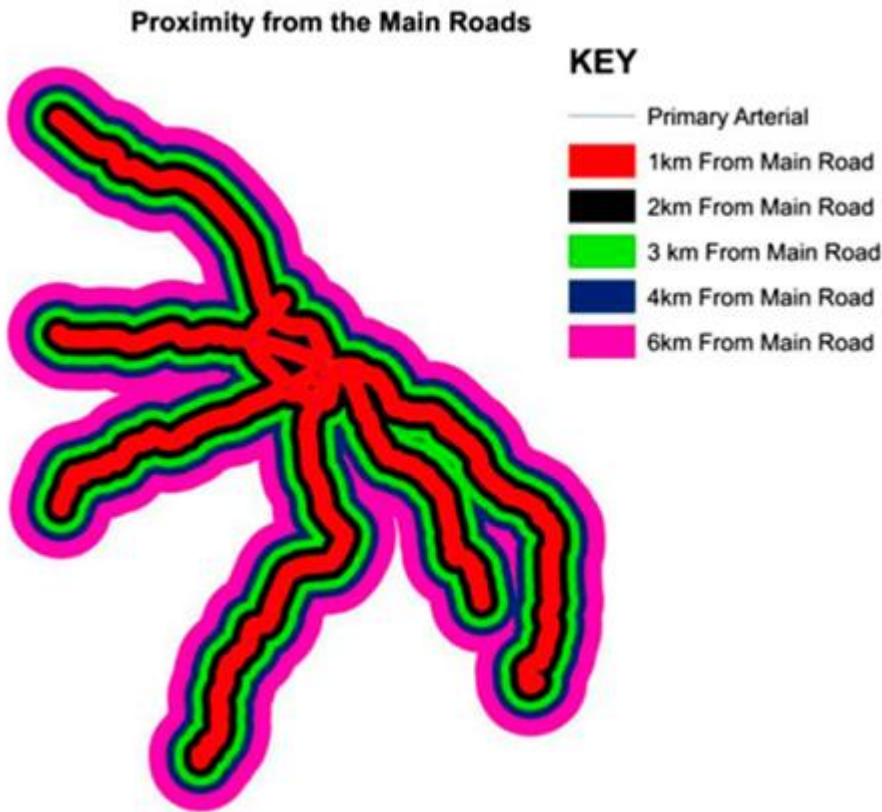 Proximity from the Main Roads
KEY
Primary Arterial
1km From Main Road
2km From Main Road
3 km From Main Road
4km From Main Road
6km From Main Road